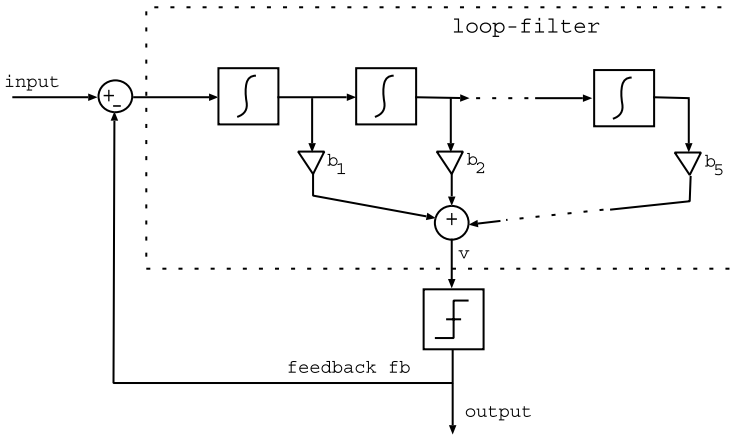 loop-filter
input
+
-
∫
∫
∫
b1
b2
b5
+
v
feedback fb
output